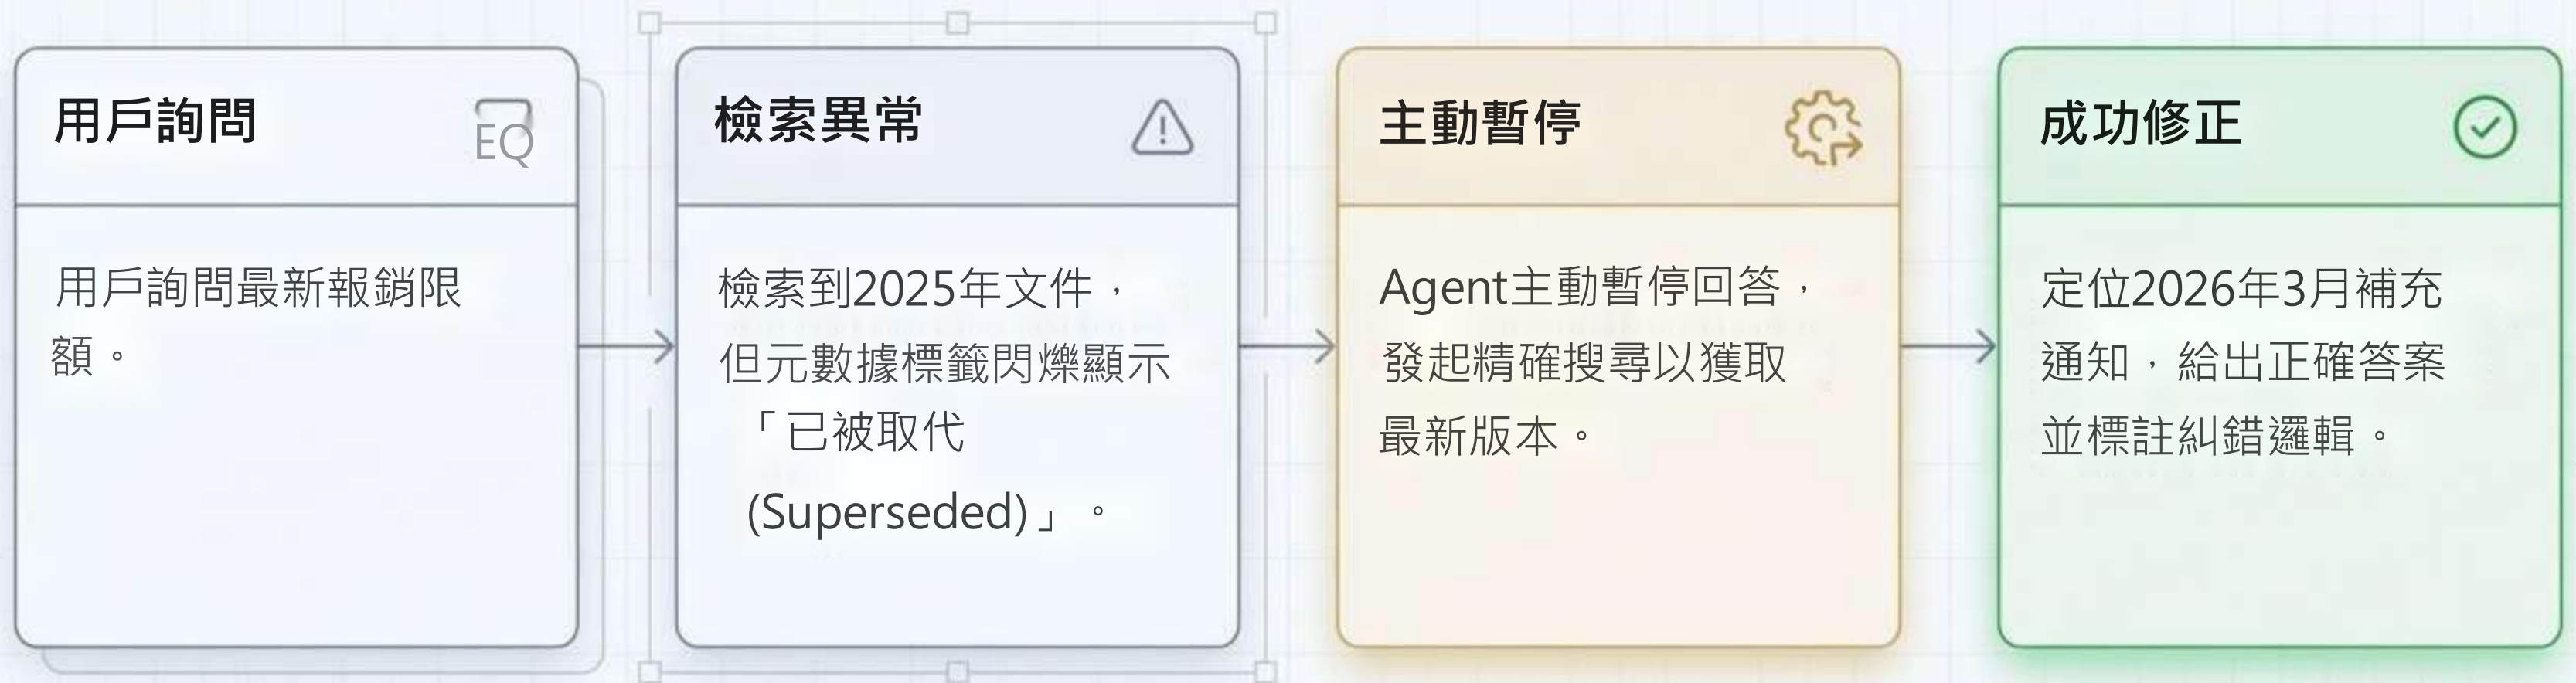 用戶詢問
EQ
用戶詢問最新報銷限
額。
檢索異常
檢索到2025年文件，
但元數據標籤閃爍顯示
「已被取代
(Superseded)」。
主動暫停
Agent主動暫停回答，
發起精確搜尋以獲取
最新版本。
成功修正
定位2026年3月補充
通知，給出正確答案
並標註糾錯邏輯。